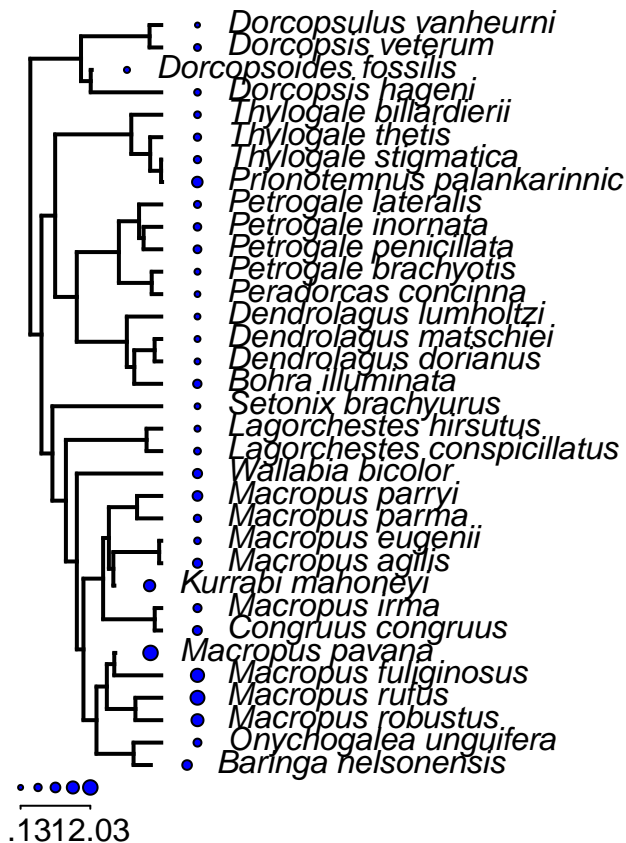 Dorcopsulus vanheurni
Dorcopsis veterum
Dorcopsoides fossilis
Dorcopsis hageni
Thylogale billardierii
Thylogale thetis
Thylogale stigmatica
Prionotemnus palankarinnic
Petrogale lateralis
Petrogale inornata
Petrogale penicillata
Petrogale brachyotis
Peradorcas concinna
Dendrolagus lumholtzi
Dendrolagus matschiei
Dendrolagus dorianus
Bohra illuminata
Setonix brachyurus
Lagorchestes hirsutus
Lagorchestes conspicillatus
Wallabia bicolor
Macropus parryi
Macropus parma
Macropus eugenii
Macropus agilis
Kurrabi mahoneyi
Macropus irma
Congruus congruus
Macropus pavana
Macropus fuliginosus
Macropus rufus
Macropus robustus
Onychogalea unguifera
Baringa nelsonensis
.1312.03